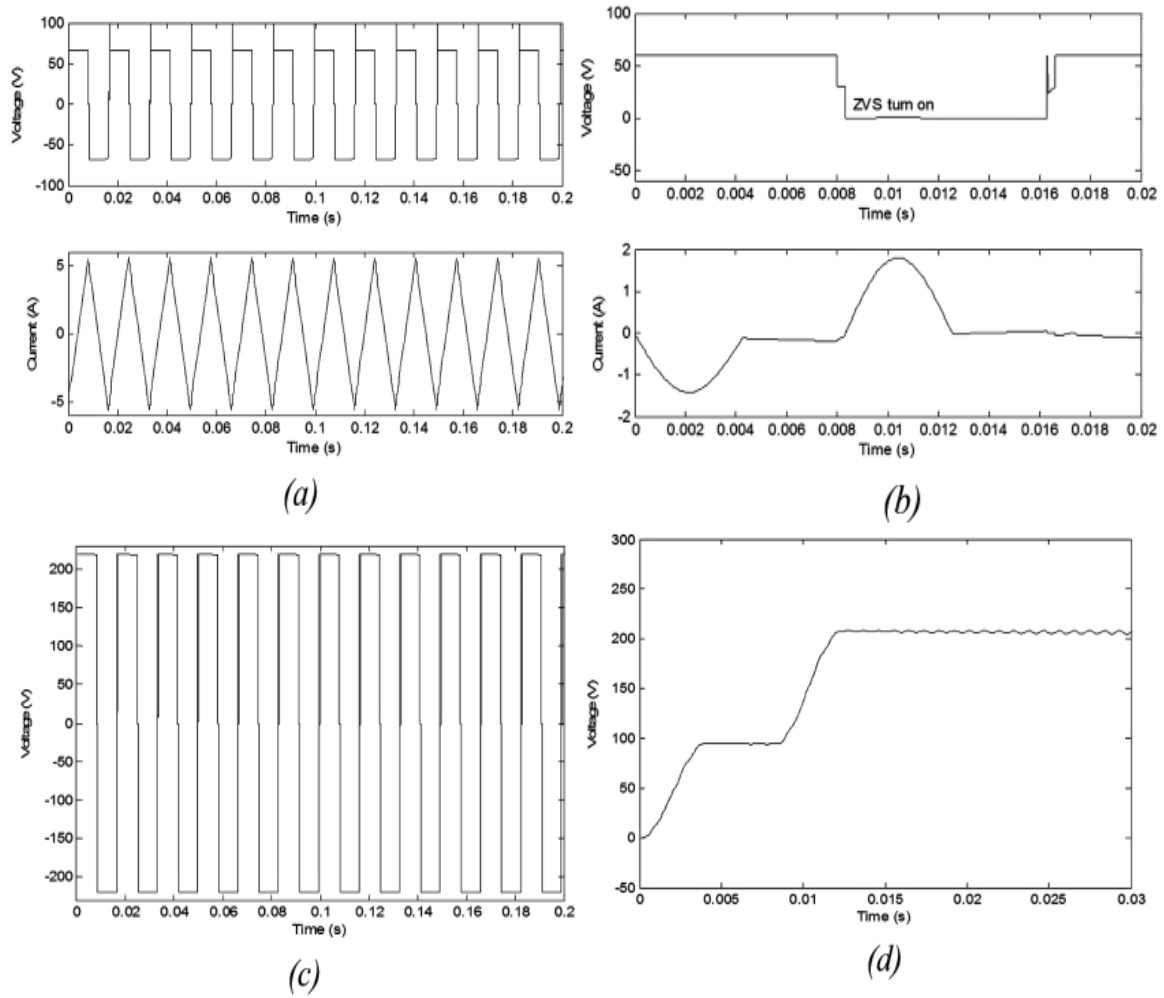 100
50
0
-50
-100
Voltage (V)
0 0.02 0.04 0.06 0.08 0.1 0.12 0.14 0.16 0.18 0.2
Time (s)
5
0
-5
Current (A)
0 0.02 0.04 0.06 0.08 0.1 0.12 0.14 0.16 0.18 0.2
Time (s)
(a)
100
50
0
-50
Voltage (V)
ZVS turn on
0 0.002 0.004 0.006 0.008 0.01 0.012 0.014 0.016 0.018 0.02
Time (s)
2
1
0
-1
-2
Current (A)
0 0.002 0.004 0.006 0.008 0.01 0.012 0.014 0.016 0.018 0.02
Time (s)
(b)
200
150
100
50
0
-50
-100
-150
-200
Voltage (V)
0 0.02 0.04 0.06 0.08 0.1 0.12 0.14 0.16 0.18 0.2
Time (s)
(c)
300
250
200
150
100
50
0
-50
Voltage (V)
0 0.005 0.01 0.015 0.02 0.025 0.03
Time (s)
(d)